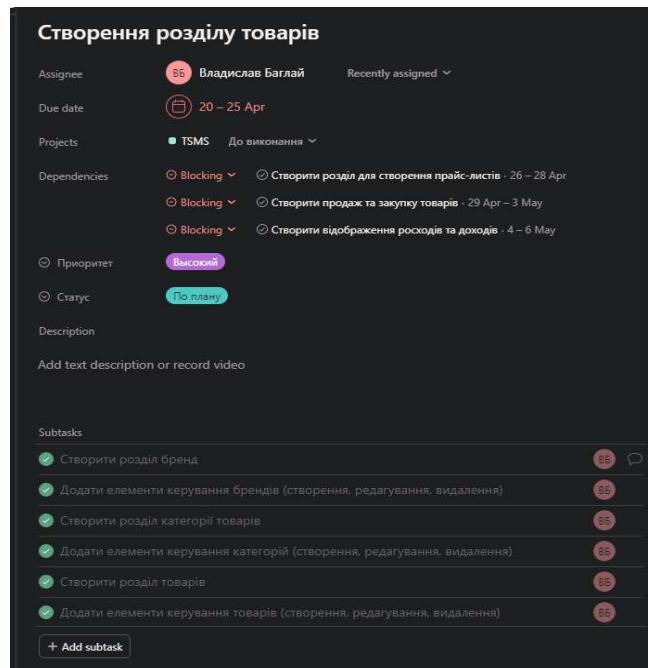 Створення розділу товарів
Assignee ВБ Владислав Баглай Recently assigned
Due date 20 – 25 Apr
Projects TSMS До виконання
Dependencies Blocking Створити розділ для створення прайс-листів · 26 – 28 Apr
Blocking Створити продаж та закупку товарів · 29 Apr – 3 May
Blocking Створити відображення росходів та доходів · 4 – 6 May
Приоритет Высокий
Статус По плану
Description
Add text description or record video
Subtasks
Створити розділ бренд ВБ
Додати елементи керування брендів (створення, редагування, видалення) ВБ
Створити розділ категорії товарів ВБ
Додати елементи керування категорій (створення, редагування, видалення) ВБ
Створити розділ товарів ВБ
Додати елементи керування товарів (створення, редагування, видалення) ВБ
+ Add subtask